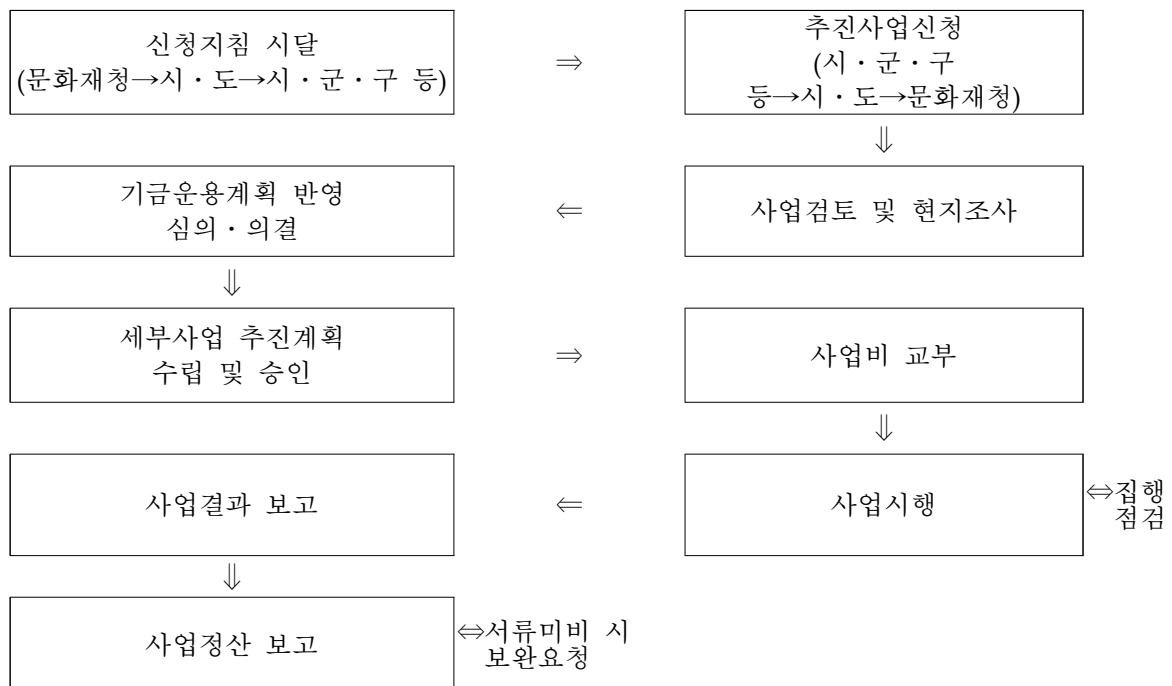 신청지침 시달
(문화재청→시・도→시・군・구 등)
⇒
추진사업신청
(시・군・구
등→시・도→문화재청)
⇓
기금운용계획 반영
심의・의결
⇐
사업검토 및 현지조사
⇓
세부사업 추진계획
수립 및 승인
⇒
사업비 교부
⇓
사업결과 보고
⇐
사업시행
⇔집행
점검
⇓
사업정산 보고
⇔서류미비 시
보완요청